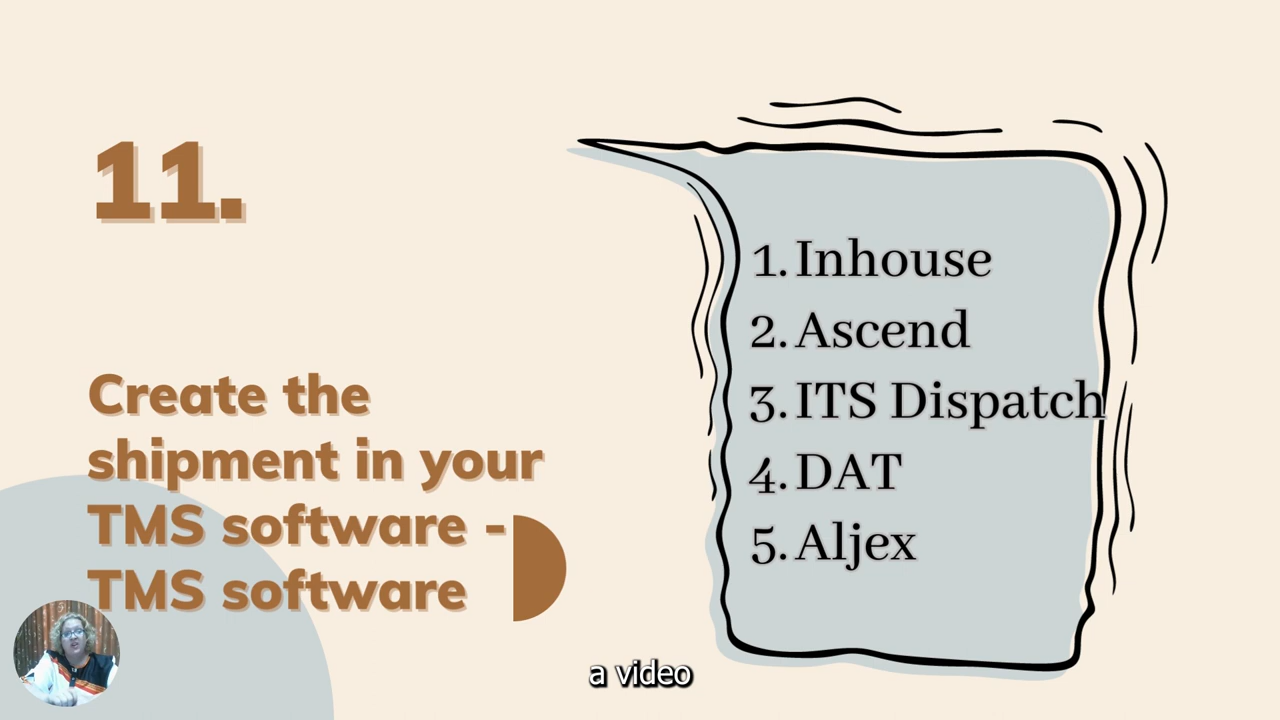 11.
Create the
shipment in your
TMS software -
TMS software
1. Inhouse
2. Ascend
3. ITS Dispatch
4. DAT
5. Aljex
a video